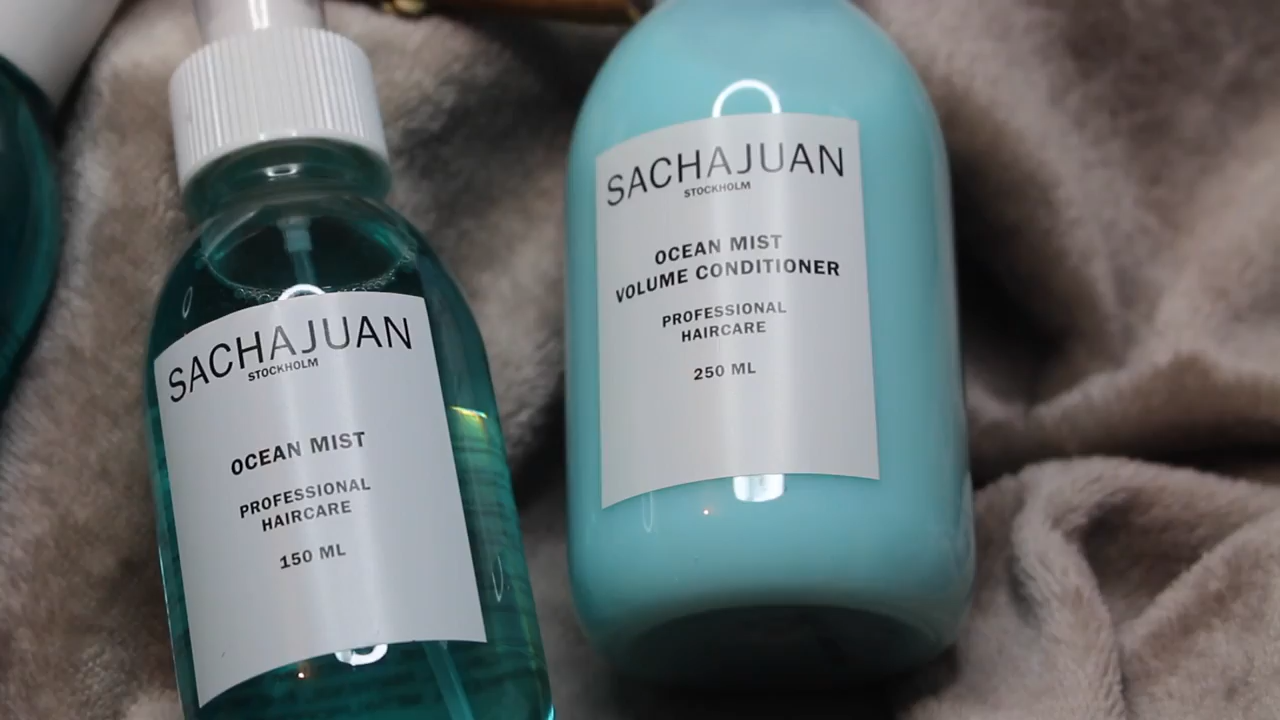 SACHAJUAN
STOCKHOLM
OCEAN MIST
PROFESSIONAL
HAIRCARE
150 ML
SACHAJUAN
STOCKHOLM
OCEAN MIST
VOLUME CONDITIONER
PROFESSIONAL
HAIRCARE
250 ML